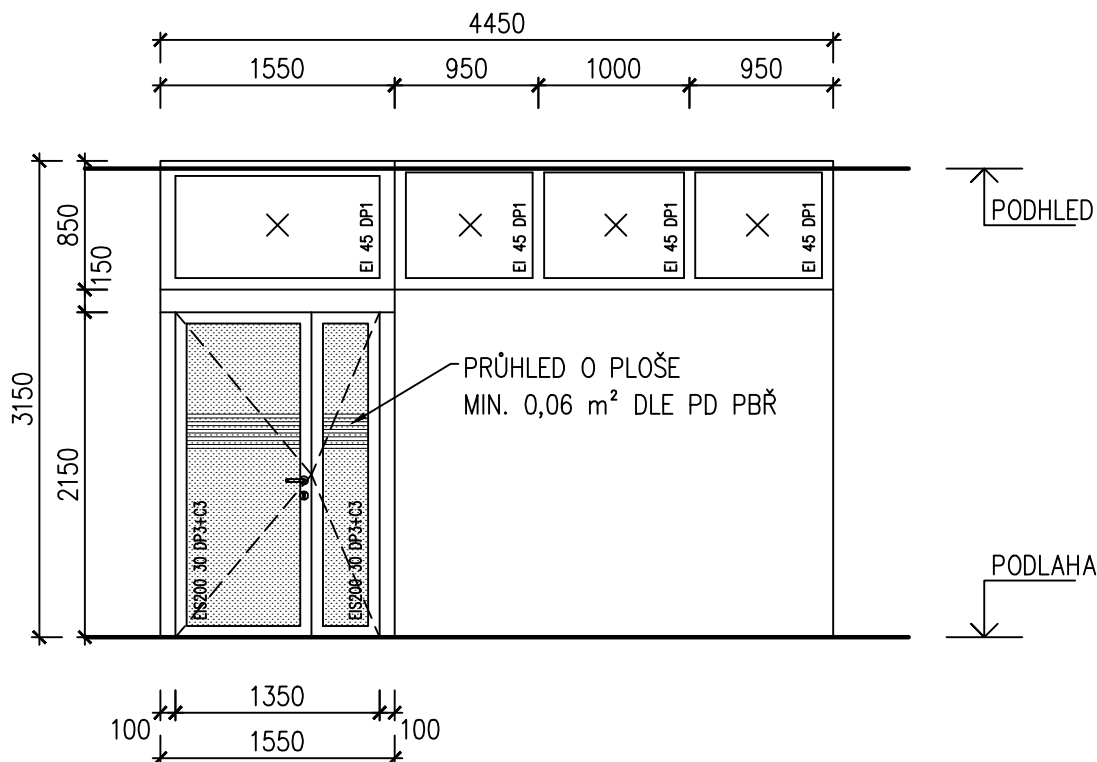 4450
1550
950
1000
950
850
150
3150
2150
EI 45 DP1
EI 45 DP1
EI 45 DP1
EI 45 DP1
PODHLED
PRŮHLED O PLOŠE
MIN. 0,06 m² DLE PD PBŘ
EIS200 30 DP3+C3
EIS200 30 DP3+C3
PODLAHA
100
1350
100
1550